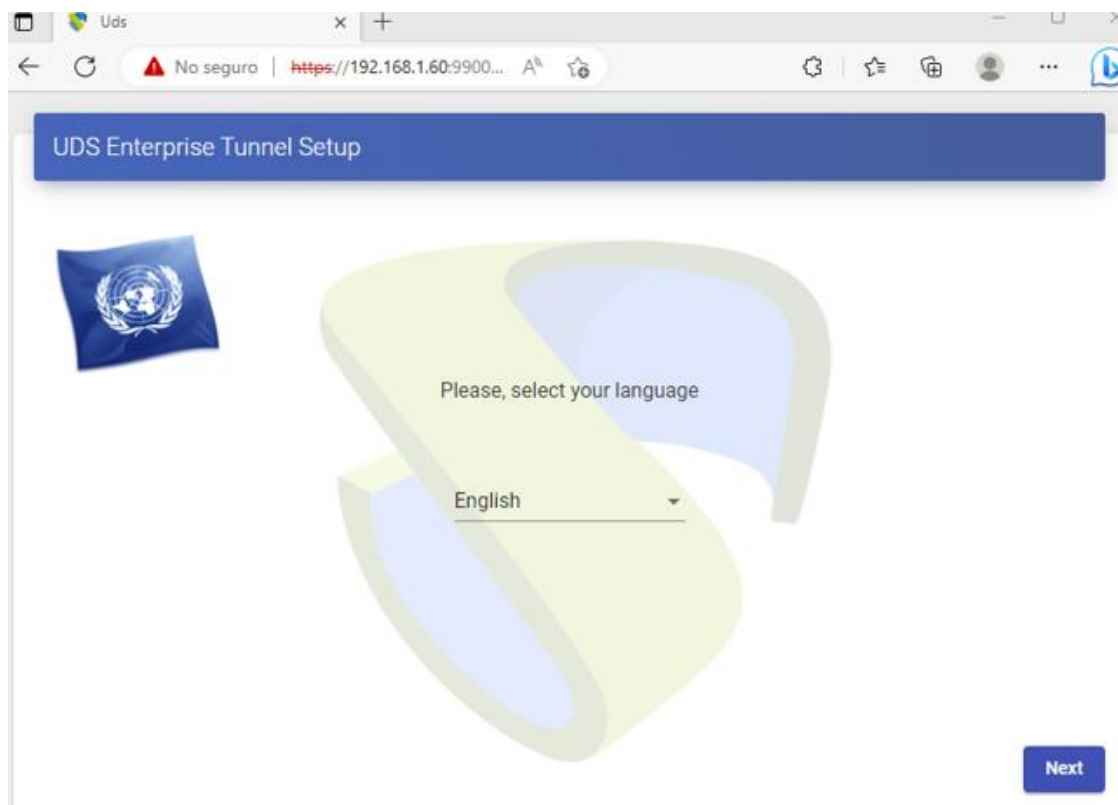 Uds
No seguro | https://192.168.1.60:9900...
UDS Enterprise Tunnel Setup
Please, select your language
English
Next